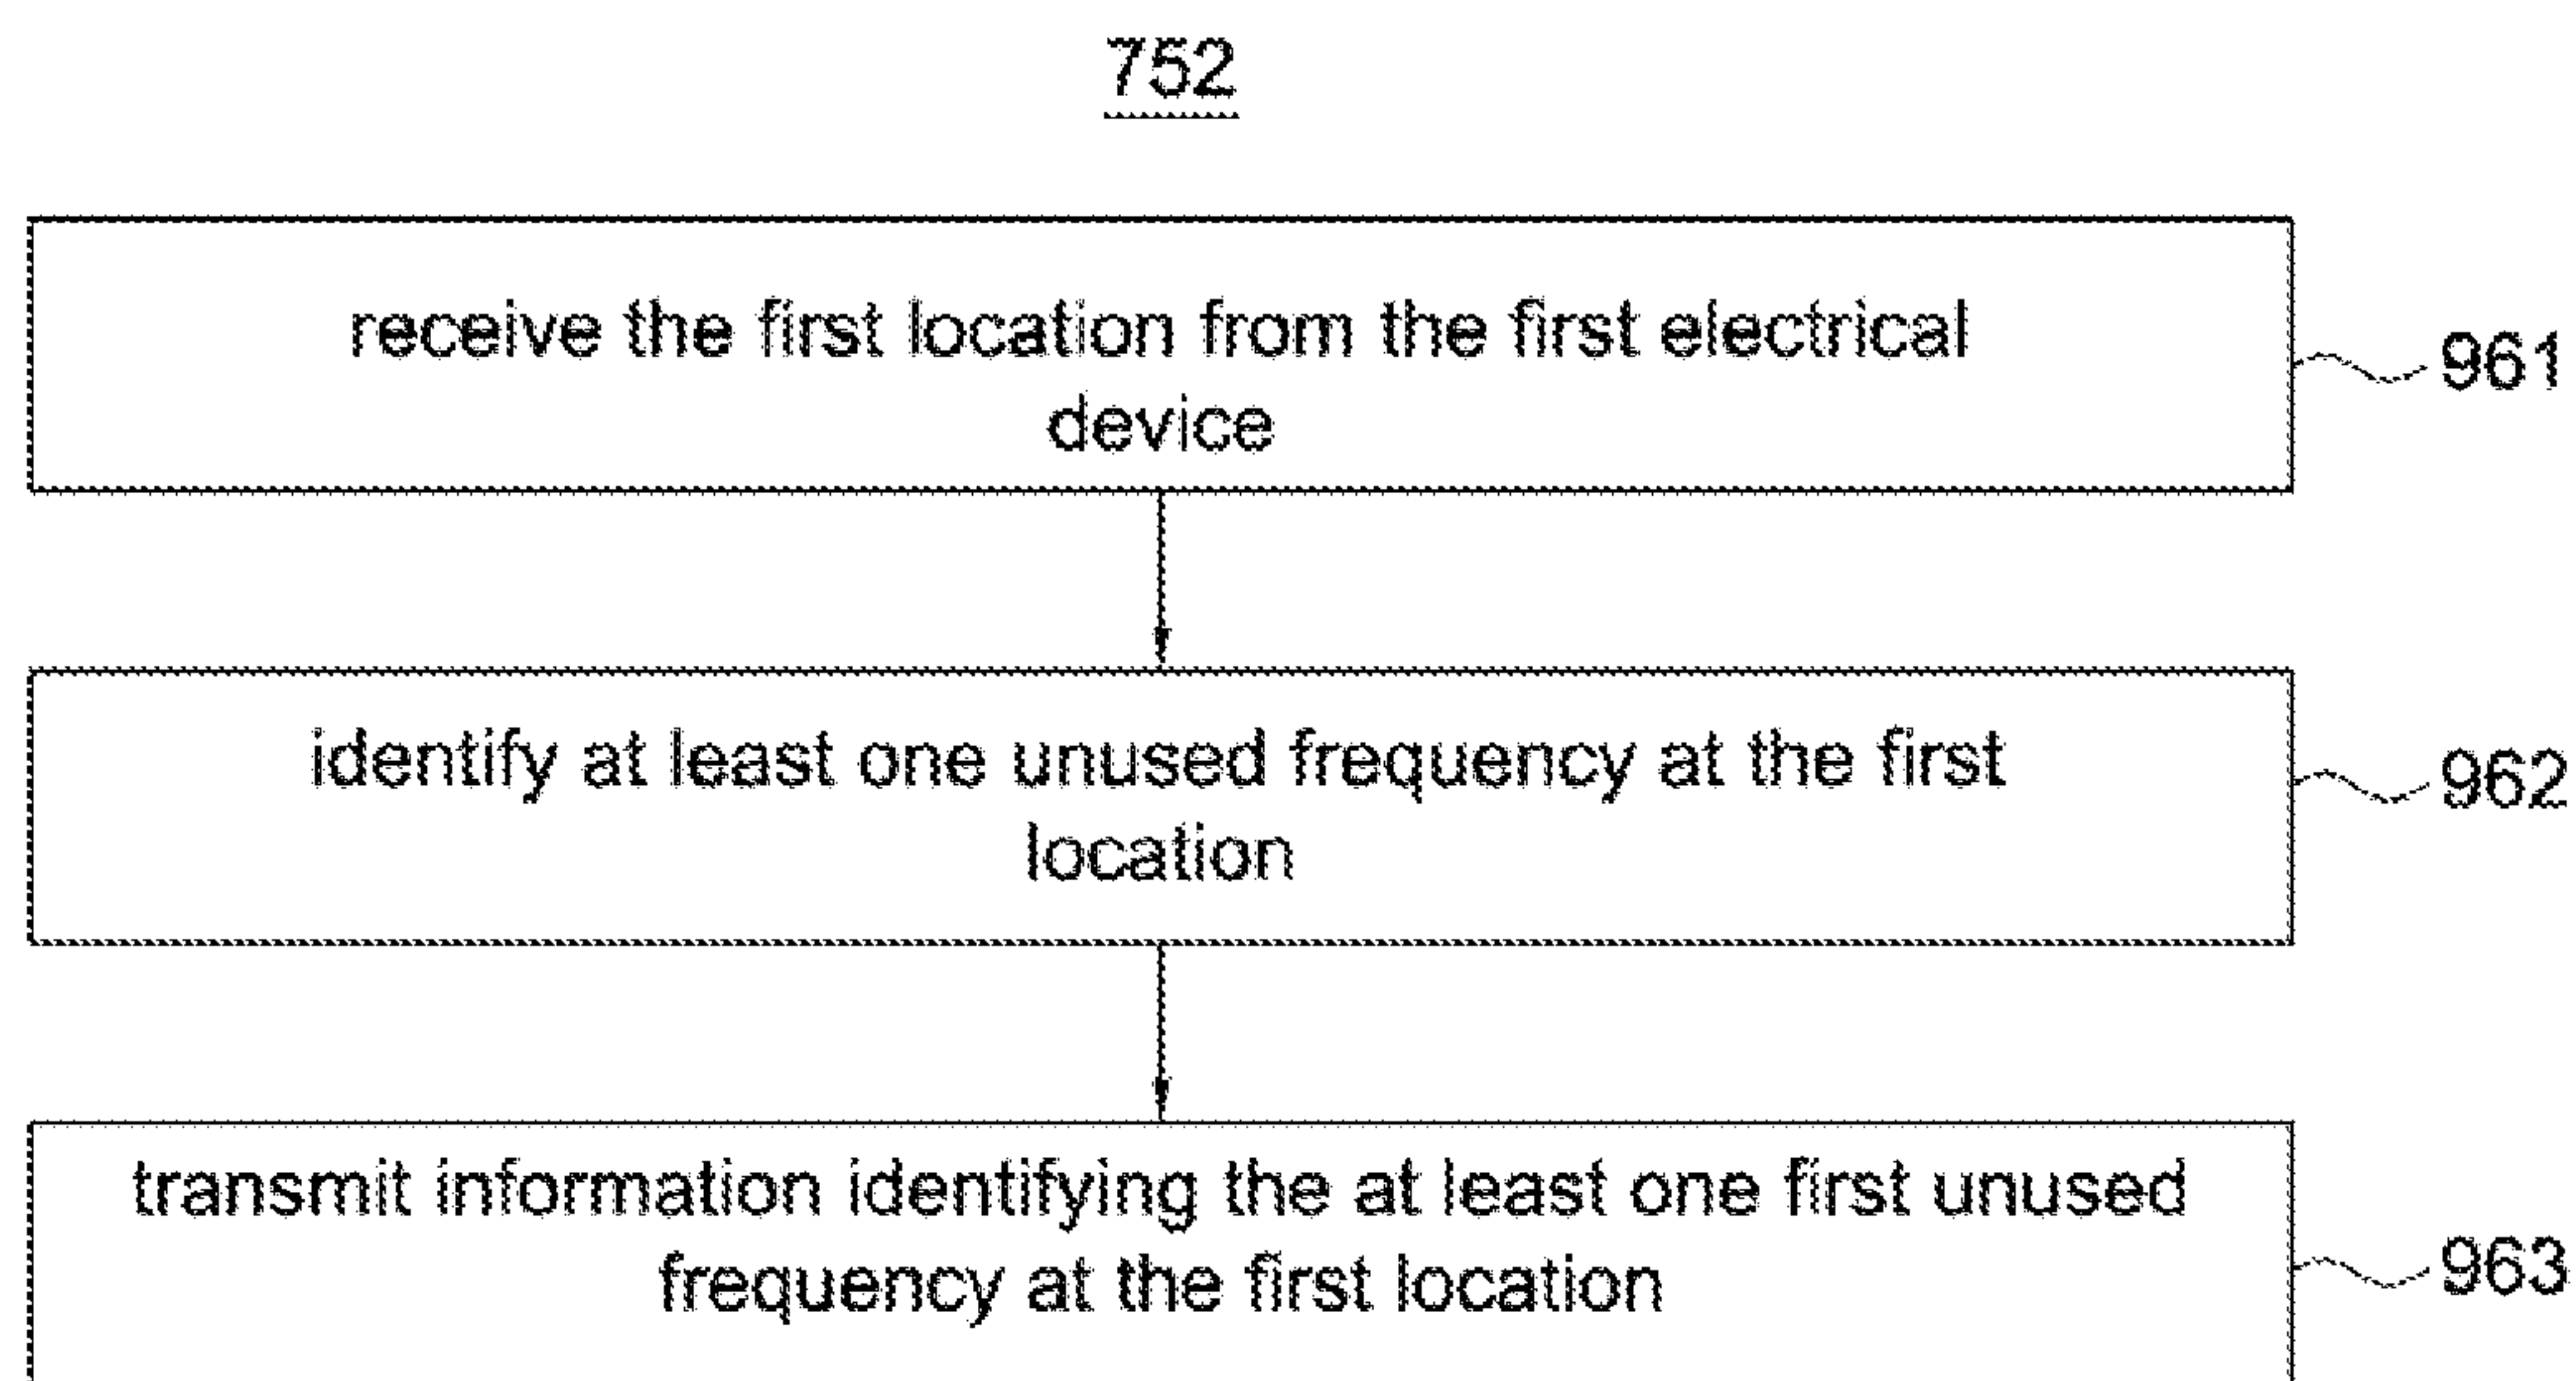 752
receive the first location from the first electrical
device
961
identify at least one unused frequency at the first
location
962
transmit information identifying the at least one first unused
frequency at the first location
963